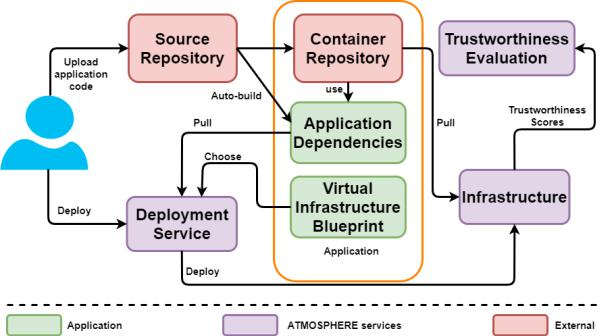 Source
Repository
Container
Repository
Trustworthiness
Evaluation
Upload
application
code
Auto-build
use
Trustworthiness
Scores
Pull
Application
Dependencies
Pull
Choose
Virtual
Infrastructure
Blueprint
Infrastructure
Deploy
Deployment
Service
Application
Deploy
Application
ATMOSPHERE services
External